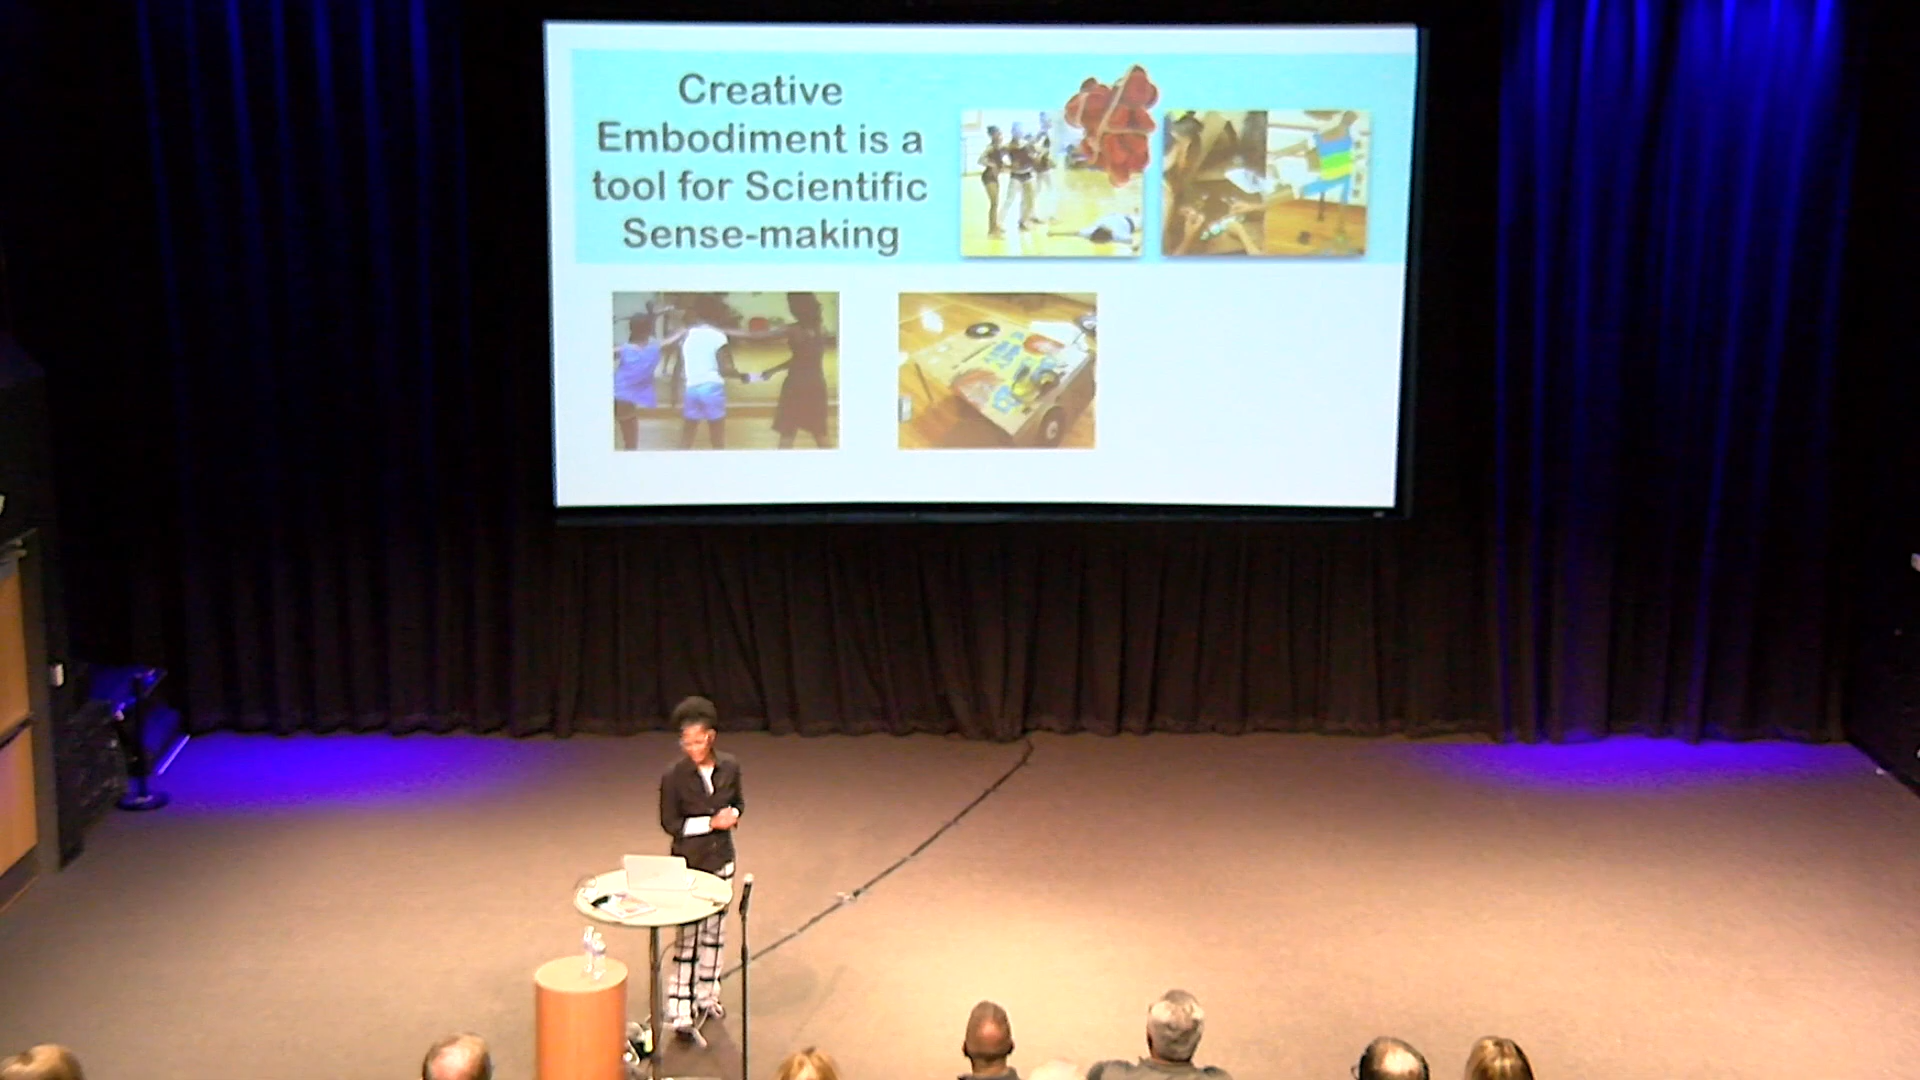 Creative
Embodiment is a
tool for Scientific
Sense-making